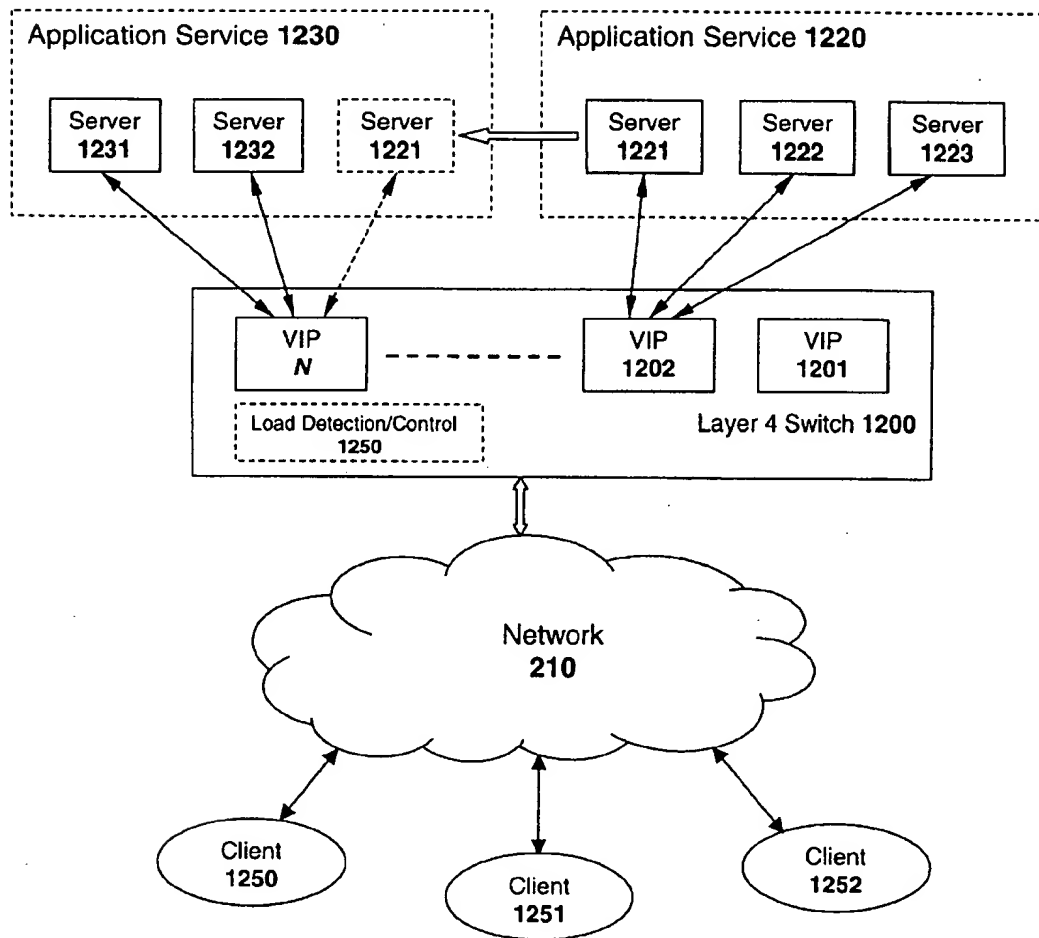 Application Service 1230
Application Service 1220
Server
1231
Server
1232
Server
1221
Server
1221
Server
1222
Server
1223
VIP
N
VIP
1202
VIP
1201
Load Detection/Control
1250
Layer 4 Switch 1200
Network
210
Client
1250
Client
1251
Client
1252